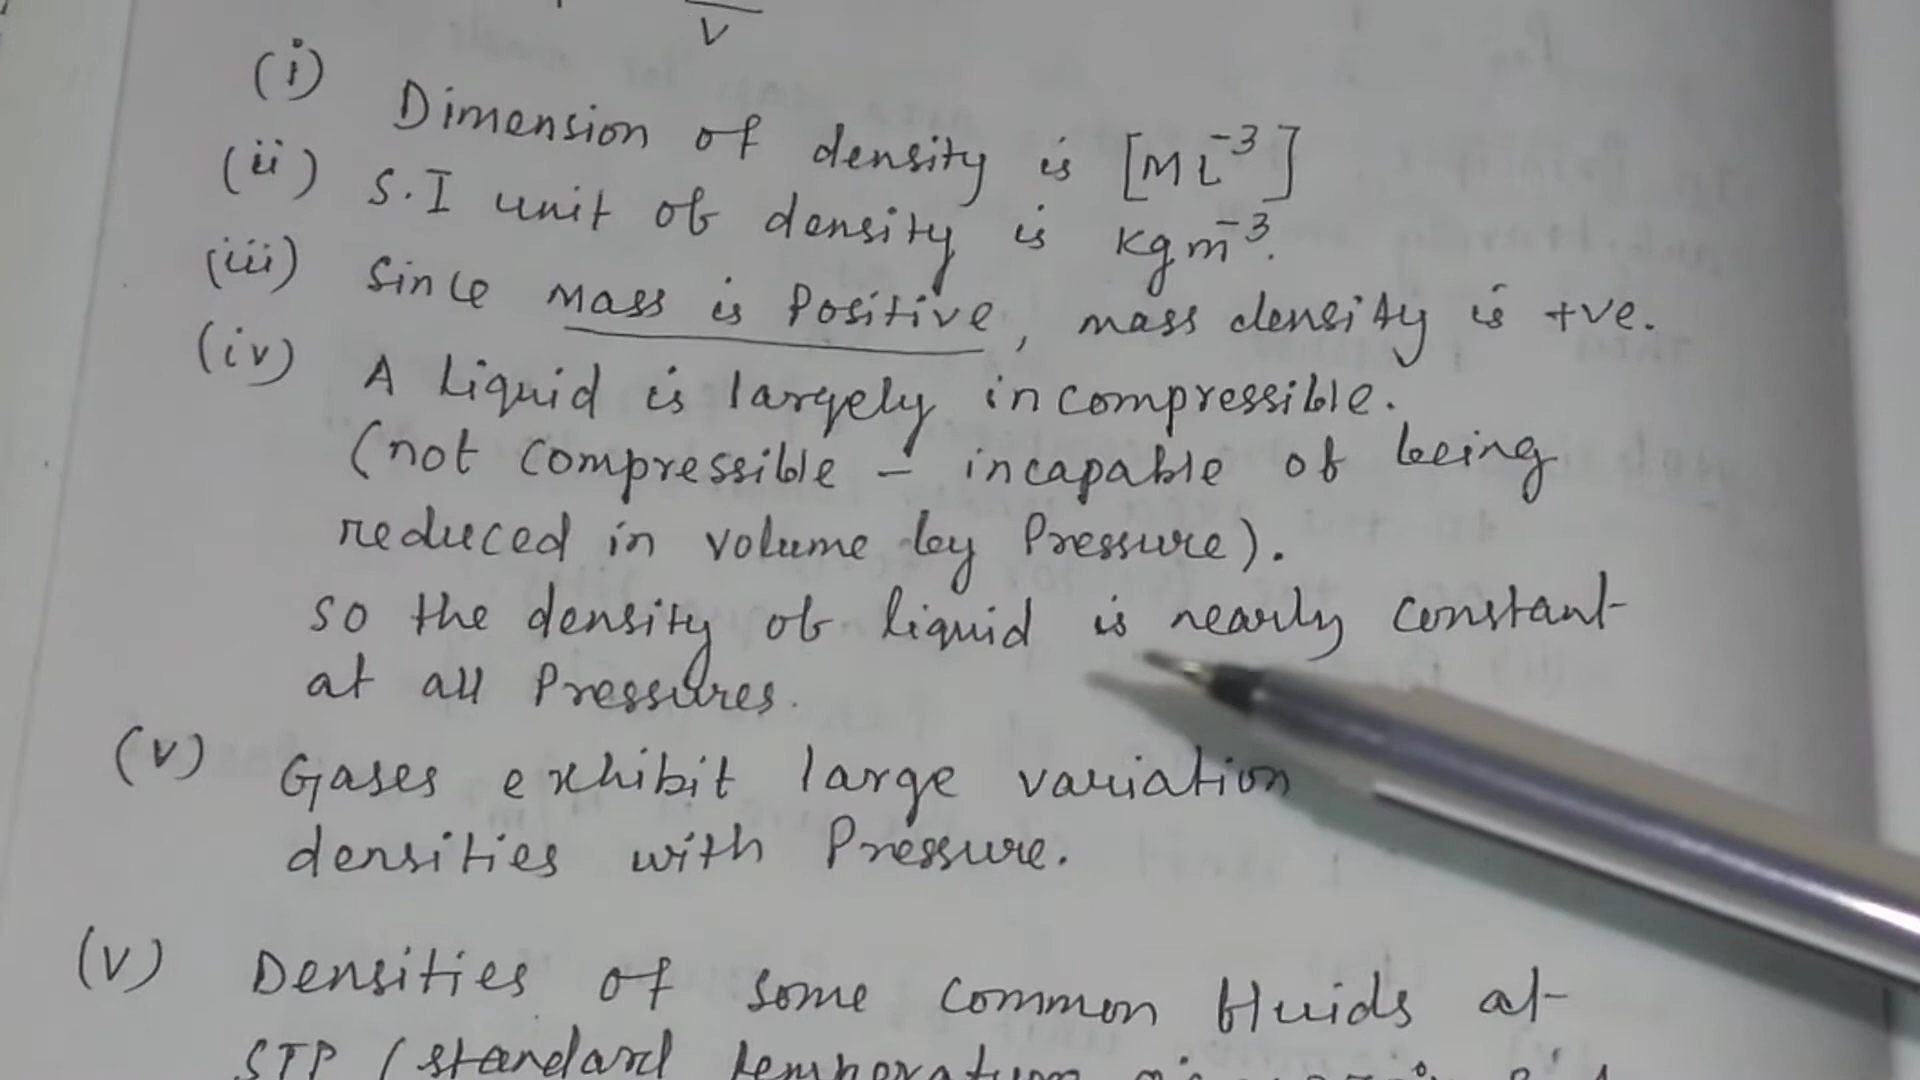 V
(i) Dimension of density is [ML⁻³]
(ii) S.I unit of density is kgm⁻³.
(iii) Since mass is Positive, mass density is +ve.
(iv) A liquid is largely incompressible.
(not compressible – incapable of being
reduced in volume by Pressure).
so the density of liquid is nearly constant
at all Pressures.
(v) Gases exhibit large variation
densities with Pressure.
(v) Densities of some common fluids at
STP (standard temperature